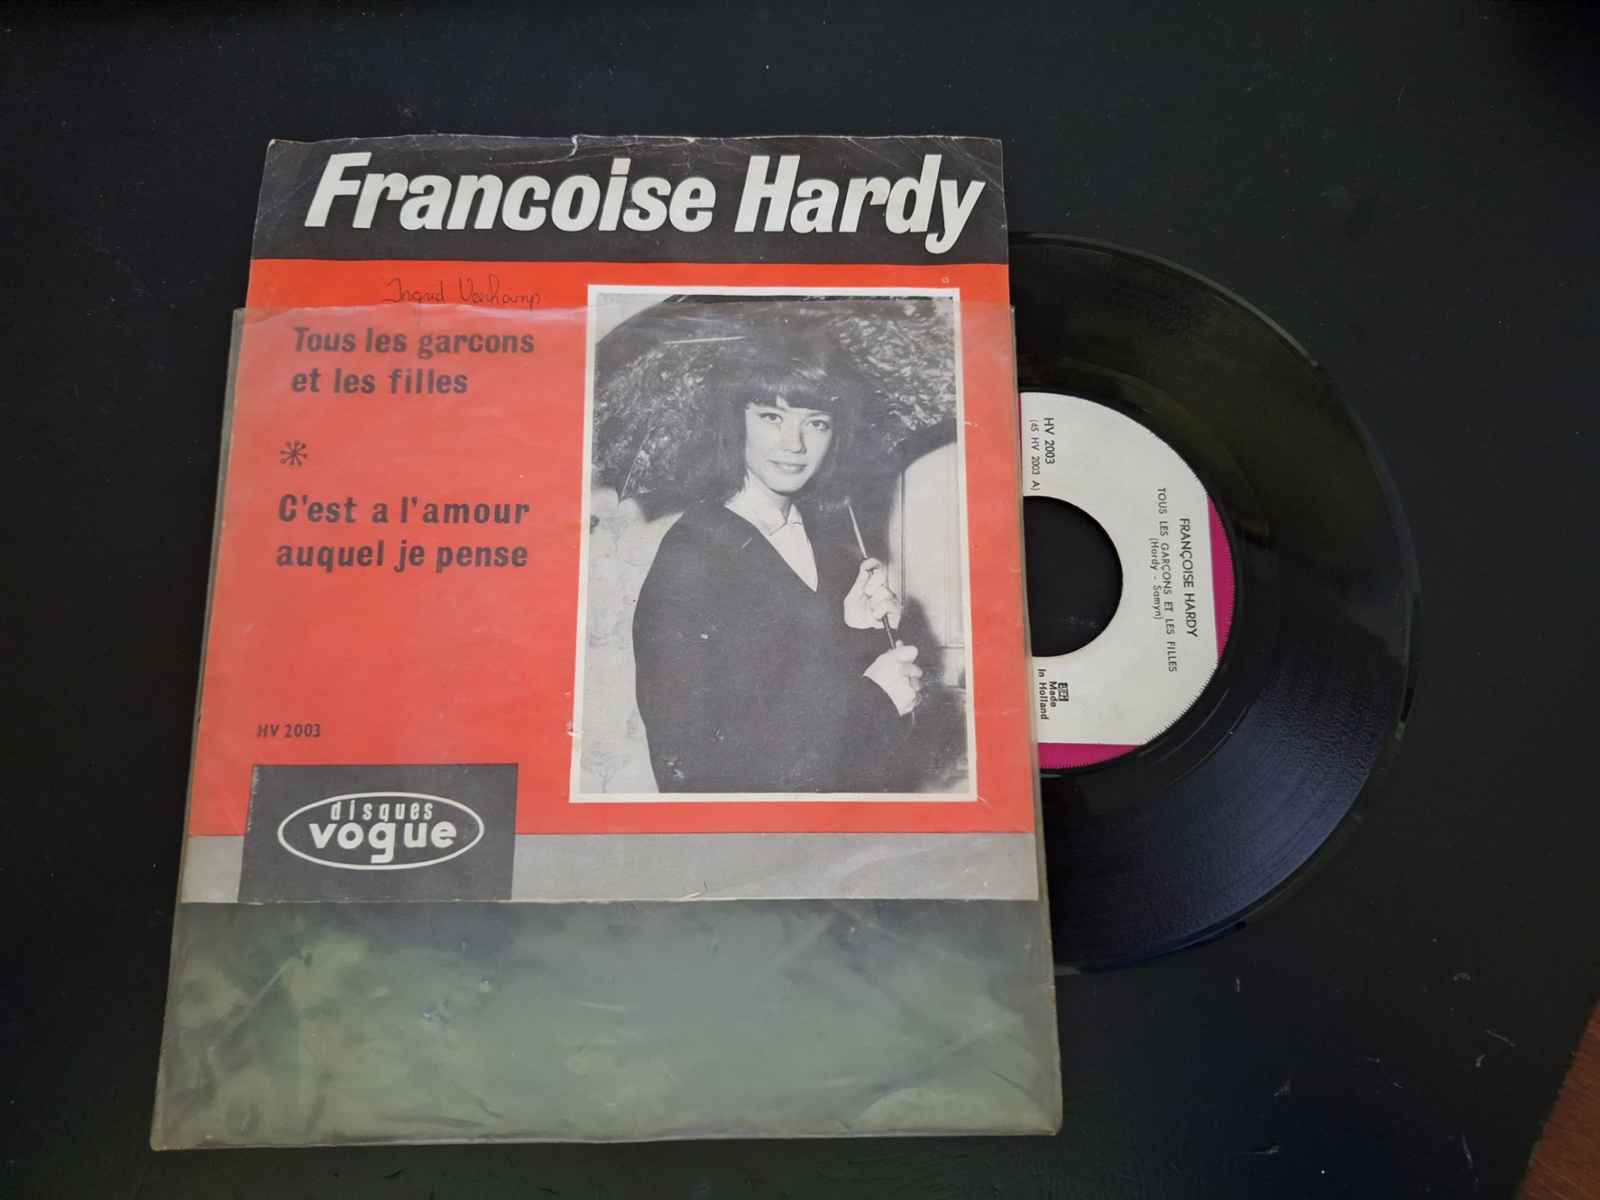 Francoise Hardy
Ingrid
Tous les garcons
et les filles
C'est a l'amour
auquel je pense
HV 2003
disques
vogue
HV 2003
(45 HV 2003 A)
FRANÇOISE HARDY
TOUS LES GARÇONS ET LES FILLES
(Hardy - Samyn)
Made
In Holland